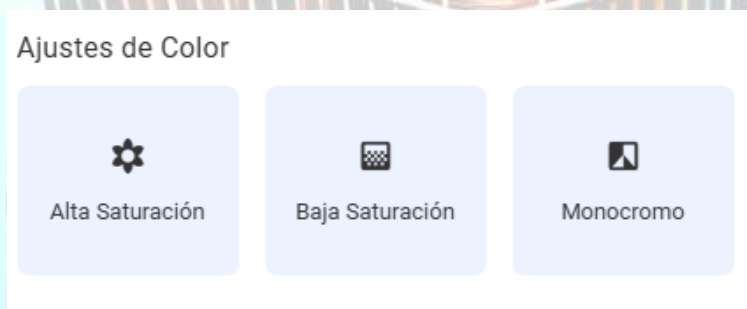 Ajustes de Color
Alta Saturación
Baja Saturación
Monocromo